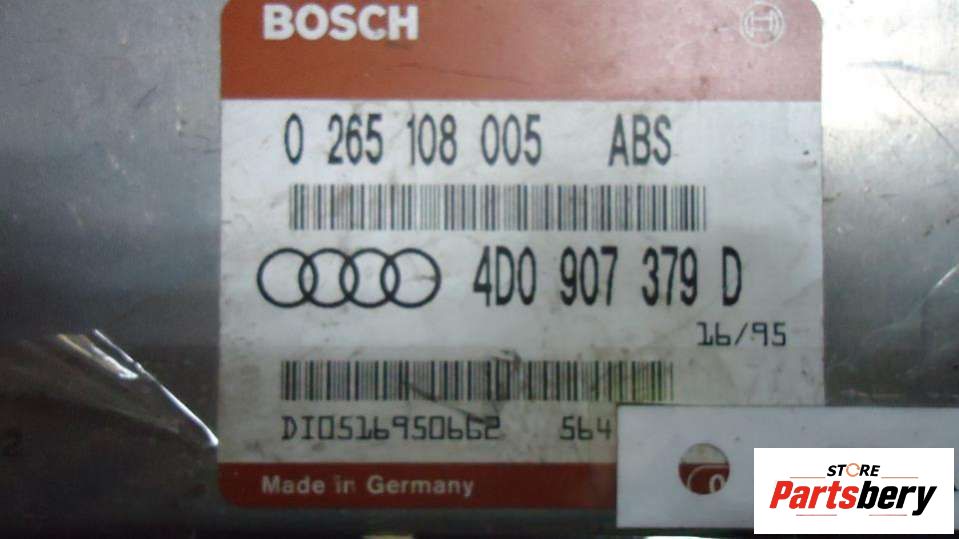 BOSCH
0 265 108 005 ABS
4D0 907 379 D
16/95
DI0516950662 564
Made in Germany
STORE
Partsbery